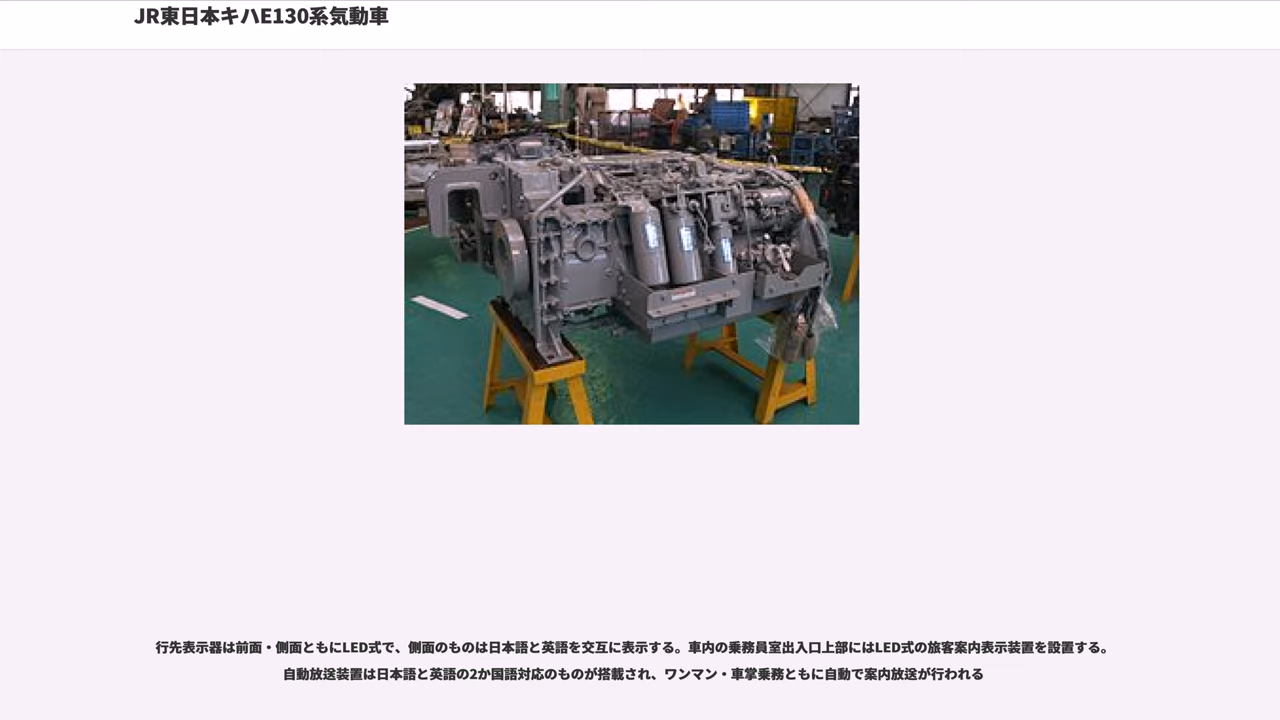 JR東日本キハE130系気動車
行先表示器は前面・側面ともにLED式で、側面のものは日本語と英語を交互に表示する。車内の乗務員室出入口上部にはLED式の旅客案内表示装置を設置する。
自動放送装置は日本語と英語の2か国語対応のものが搭載され、ワンマン・車掌乗務ともに自動で案内放送が行われる